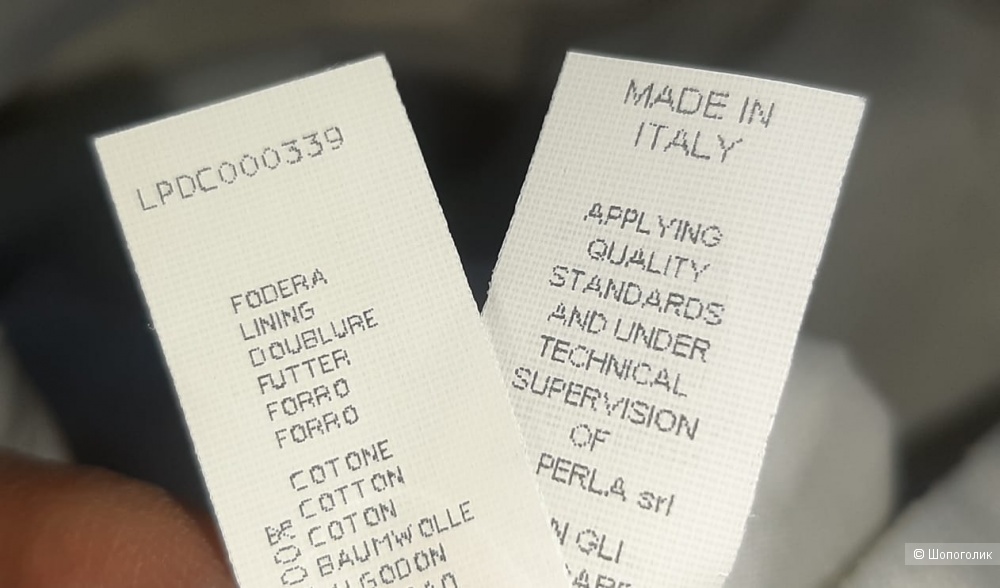 LPDC000339
FODERA
LINING
DOUBLURE
FUTTER
FORRO
FORRO
COTONE
COTTON
COTON
BAUMWOLLE
MADE IN
ITALY
APPLYING
QUALITY
STANDARDS
AND UNDER
TECHNICAL
SUPERVISION
OF
PERLA srl
GLI
© Шопоголик